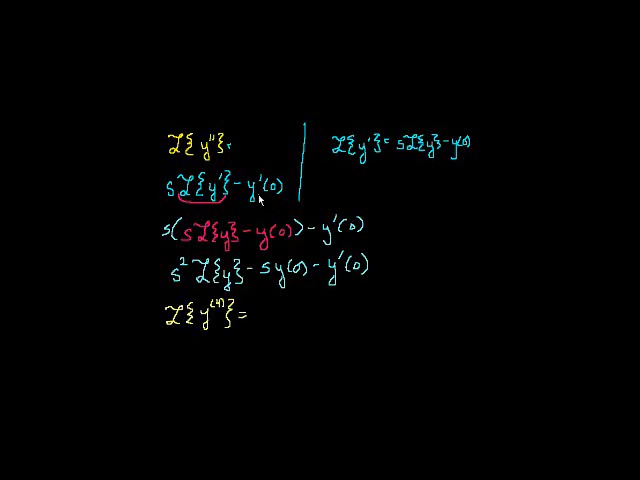 ℒ{y''}=
sℒ{y'} - y'(0)
s(sℒ{y} - y(0)) - y'(0)
s²ℒ{y} - sy(0) - y'(0)
ℒ{y⁽⁴⁾} =
ℒ{y'} = sℒ{y} - y(0)